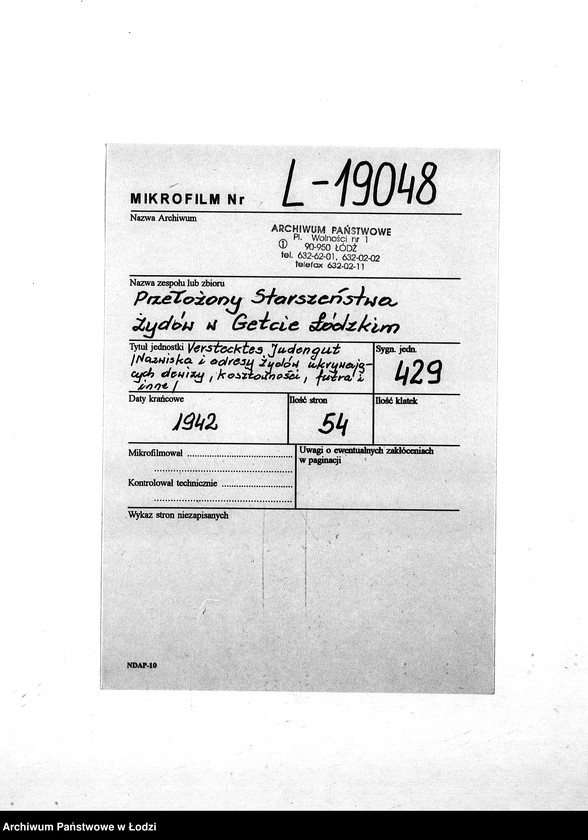 MIKROFILM Nr L-19048
Nazwa Archiwum
ARCHIWUM PAŃSTWOWE
Pl. Wolności nr 1
① 90-950 ŁÓDŹ
tel. 632-62-01, 632-02-02
telefax 632-02-11
Nazwa zespołu lub zbioru
Przełożony Starszeństwa
Żydów w Getcie Łódzkim
Tytuł jednostki Verstecktes Judengut
/Nazwiska i adresy Żydów ukrywają-
cych dewizy, kosztowności, futra i
inne/
Sygn. jedn.
429
Daty krańcowe
1942
Ilość stron
54
Ilość klatek
Mikrofilmował
Kontrolował technicznie
Uwagi o ewentualnych zakłóceniach
w paginacji
Wykaz stron niezapisanych
NDAP-10
Archiwum Państwowe w Łodzi